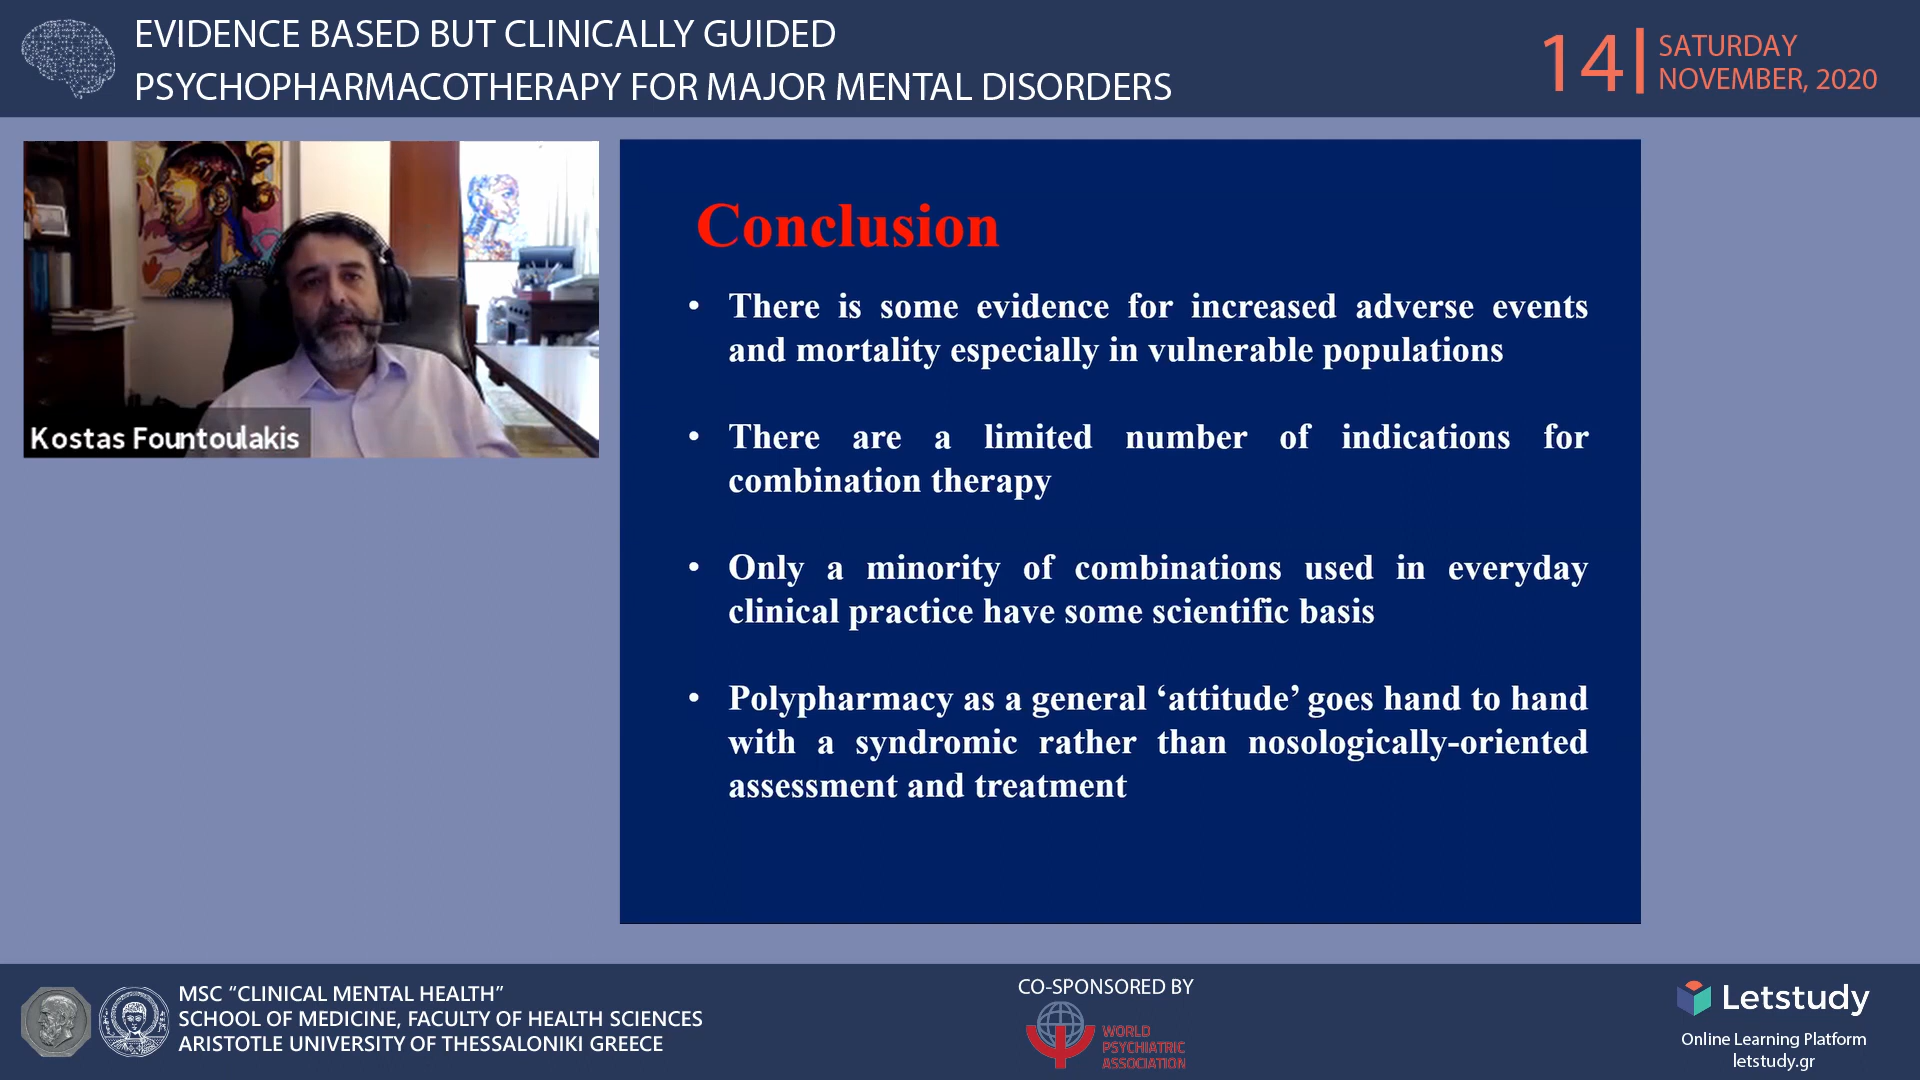 EVIDENCE BASED BUT CLINICALLY GUIDED
PSYCHOPHARMACOTHERAPY FOR MAJOR MENTAL DISORDERS
14
SATURDAY
NOVEMBER, 2020
Kostas Fountoulakis
Conclusion
• There is some evidence for increased adverse events
and mortality especially in vulnerable populations
• There are a limited number of indications for
combination therapy
• Only a minority of combinations used in everyday
clinical practice have some scientific basis
• Polypharmacy as a general ‘attitude’ goes hand to hand
with a syndromic rather than nosologically-oriented
assessment and treatment
MSC “CLINICAL MENTAL HEALTH”
SCHOOL OF MEDICINE, FACULTY OF HEALTH SCIENCES
ARISTOTLE UNIVERSITY OF THESSALONIKI GREECE
CO-SPONSORED BY
WORLD
PSYCHIATRIC
ASSOCIATION
Letstudy
Online Learning Platform
letstudy.gr